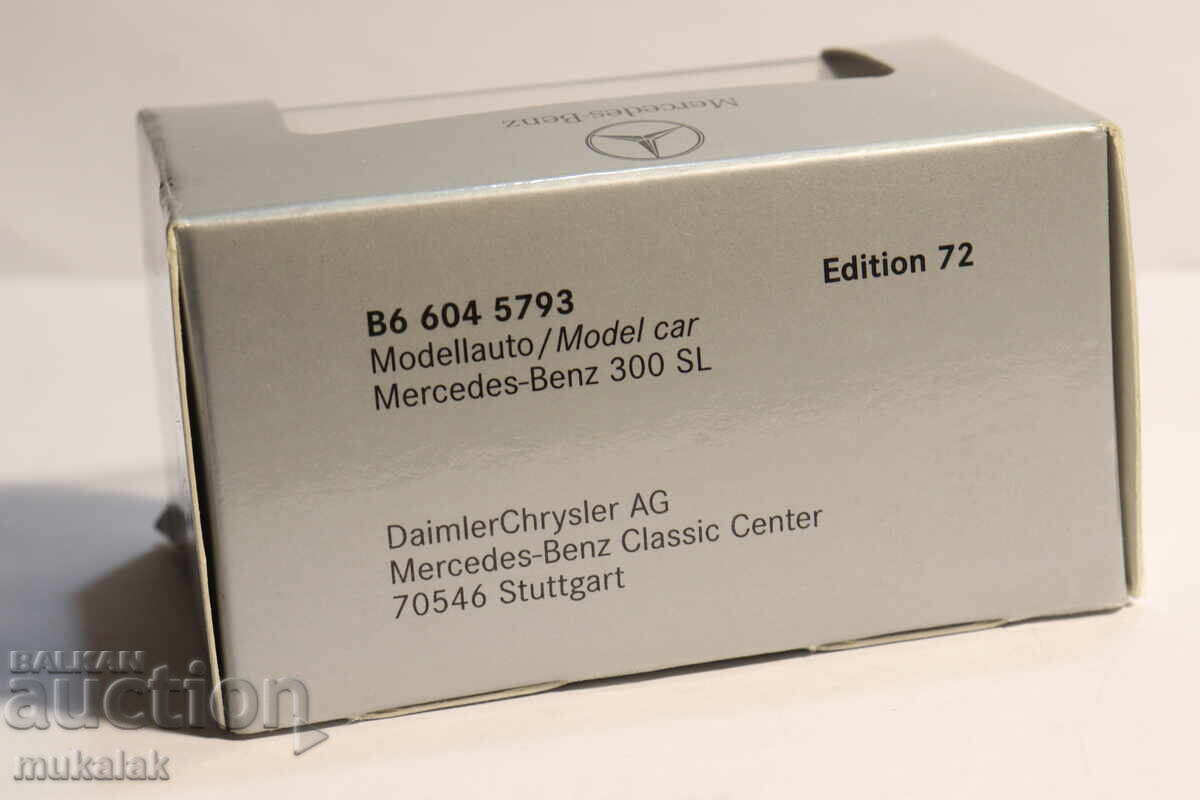 Mercedes-Benz
Edition 72
B6 604 5793
Modellauto/Model car
Mercedes-Benz 300 SL
DaimlerChrysler AG
Mercedes-Benz Classic Center
70546 Stuttgart
BALKAN
auction
mukalak